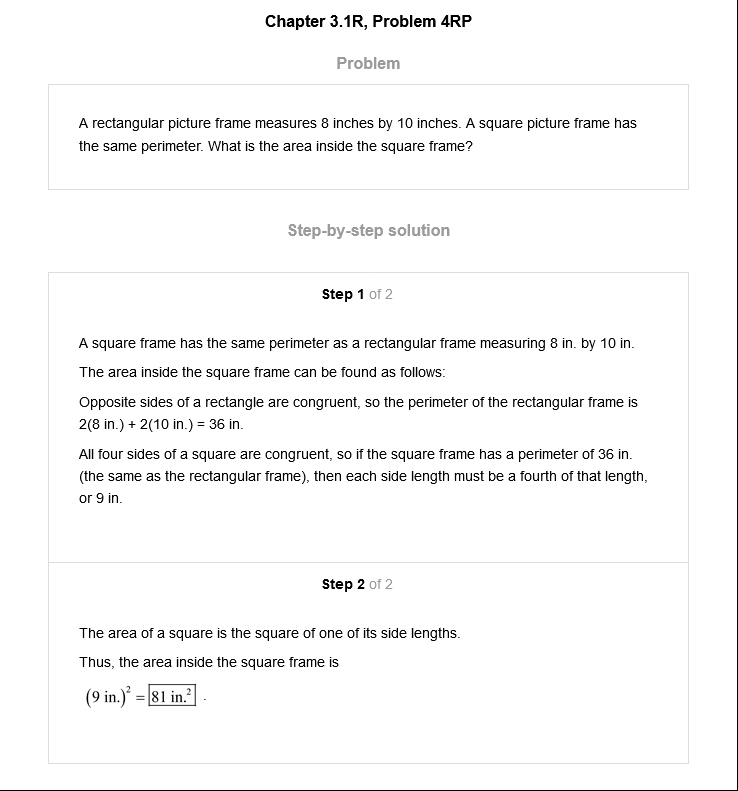 Chapter 3.1R, Problem 4RP
Problem
A rectangular picture frame measures 8 inches by 10 inches. A square picture frame has
the same perimeter. What is the area inside the square frame?
Step-by-step solution
Step 1 of 2
A square frame has the same perimeter as a rectangular frame measuring 8 in. by 10 in.
The area inside the square frame can be found as follows:
Opposite sides of a rectangle are congruent, so the perimeter of the rectangular frame is
2(8 in.) + 2(10 in.) = 36 in.
All four sides of a square are congruent, so if the square frame has a perimeter of 36 in.
(the same as the rectangular frame), then each side length must be a fourth of that length,
or 9 in.
Step 2 of 2
The area of a square is the square of one of its side lengths.
Thus, the area inside the square frame is
(9 in.)² = 81 in.² .